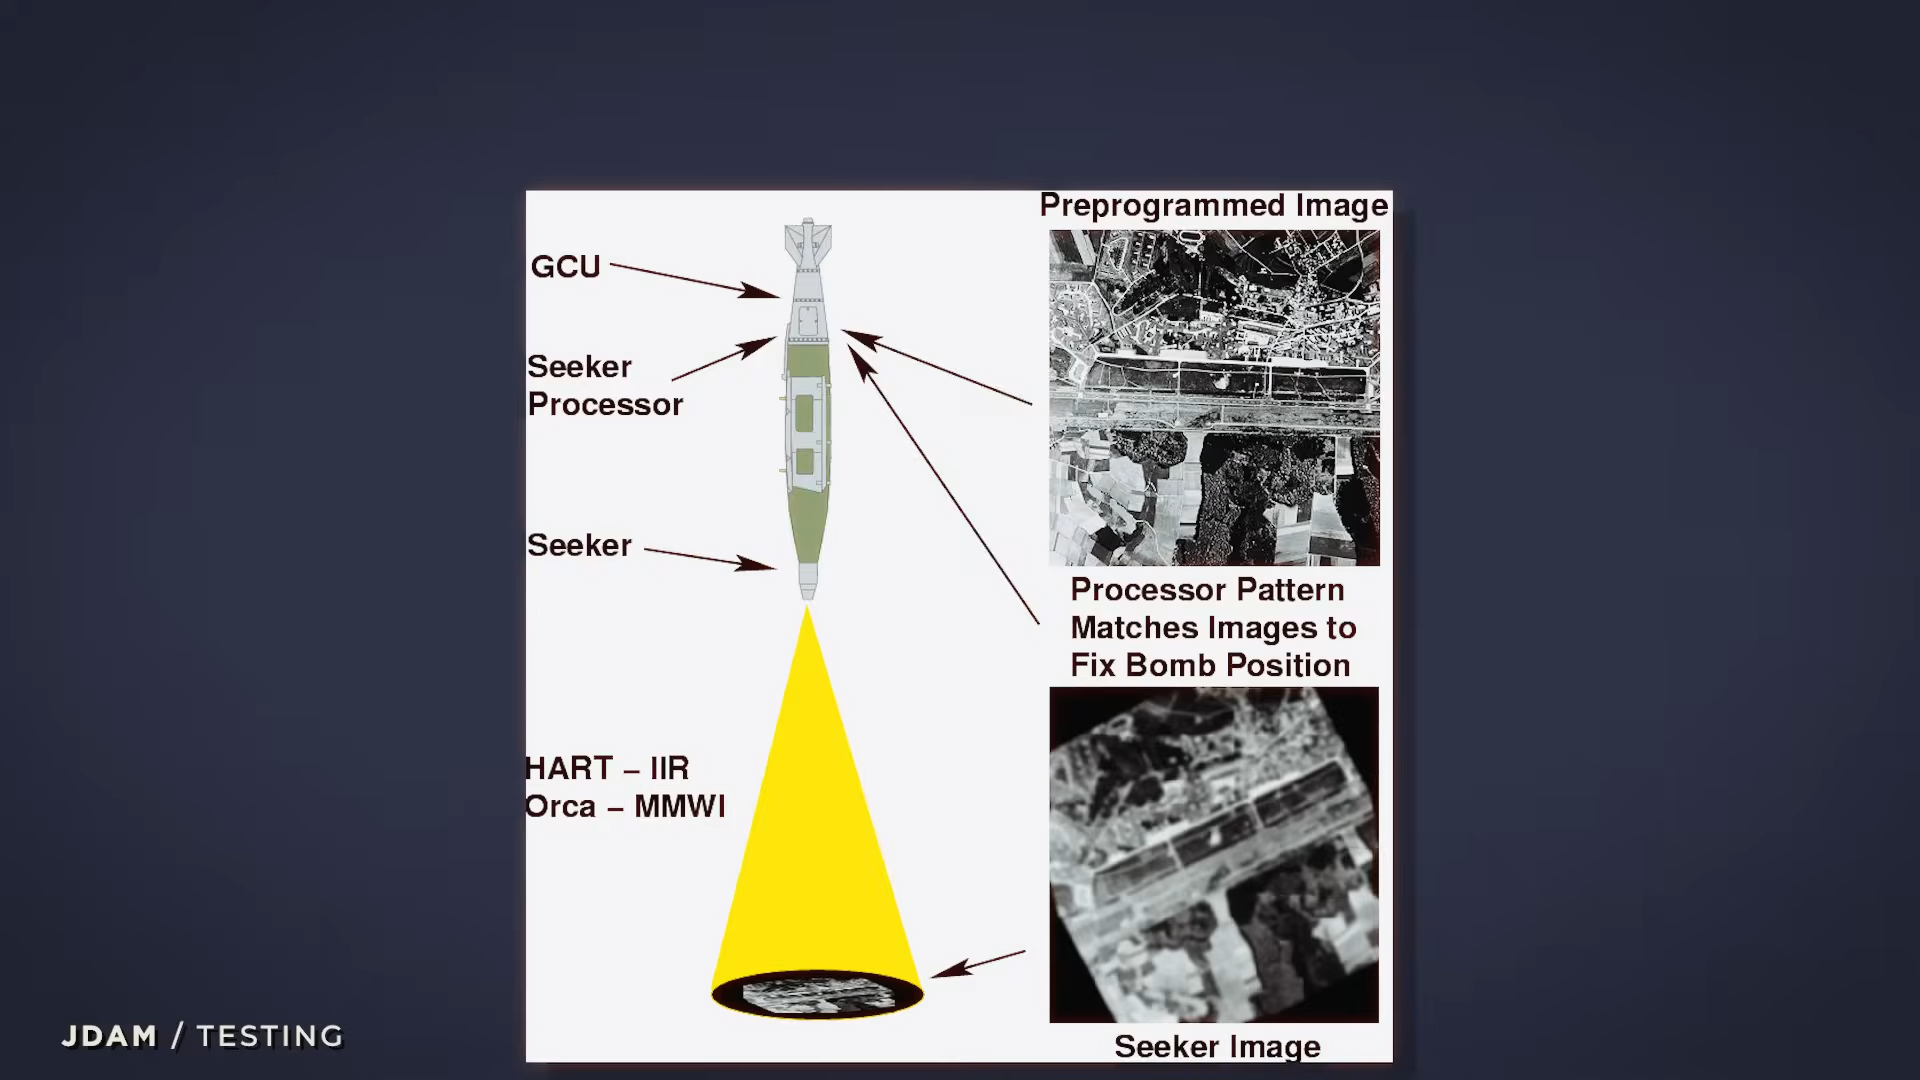 Preprogrammed Image
GCU
Seeker
Processor
Seeker
Processor Pattern
Matches Images to
Fix Bomb Position
HART – IIR
Orca – MMWI
Seeker Image
JDAM / TESTING